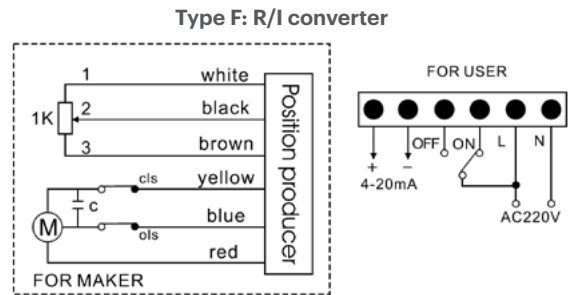 Type F: R/I converter
1 white
1K 2 black
3 brown
Position producer
cls yellow
M c ols blue
red
FOR MAKER
FOR USER
OFF ON L N
+ −
4-20mA
AC220V